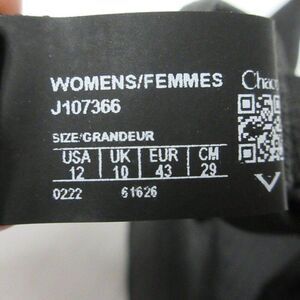 WOMENS/FEMMES
J107366
SIZE/GRANDEUR
USA UK EUR CM
12 10 43 29
0222 61626